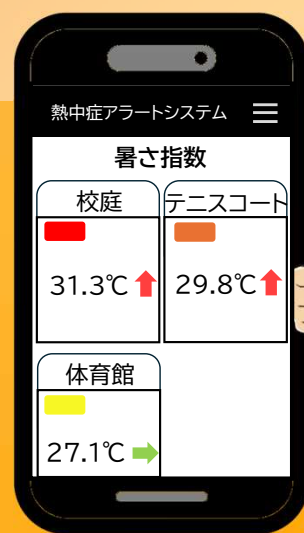 熱中症アラートシステム
暑さ指数
校庭
テニスコート
31.3℃
29.8℃
体育館
27.1℃